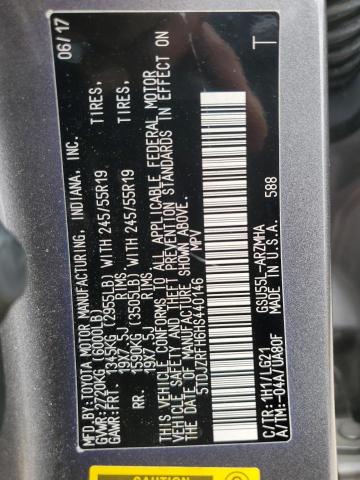 MFD.BY:TOYOTA MOTOR MANUFACTURING, INDIANA, INC. 06/17
GVWR:2720KG (6000LB)
GAWR:FRT. 1345KG (2955LB) WITH 245/55R19 TIRES,
19X7.5J RIMS.
RR. 1590KG (3505LB) WITH 245/55R19 TIRES,
19X7.5J RIMS.
THIS VEHICLE CONFORMS TO ALL APPLICABLE FEDERAL MOTOR
VEHICLE SAFETY AND THEFT PREVENTION STANDARDS IN EFFECT ON
THE DATE OF MANUFACTURE SHOWN ABOVE.
5TDJZRFH6HS440146 MPV
T
588
C/TR:1H1/LG21 GSU55L-ARZMHA
A/TM:-04A/UA80F U.S.A.
CAUTION